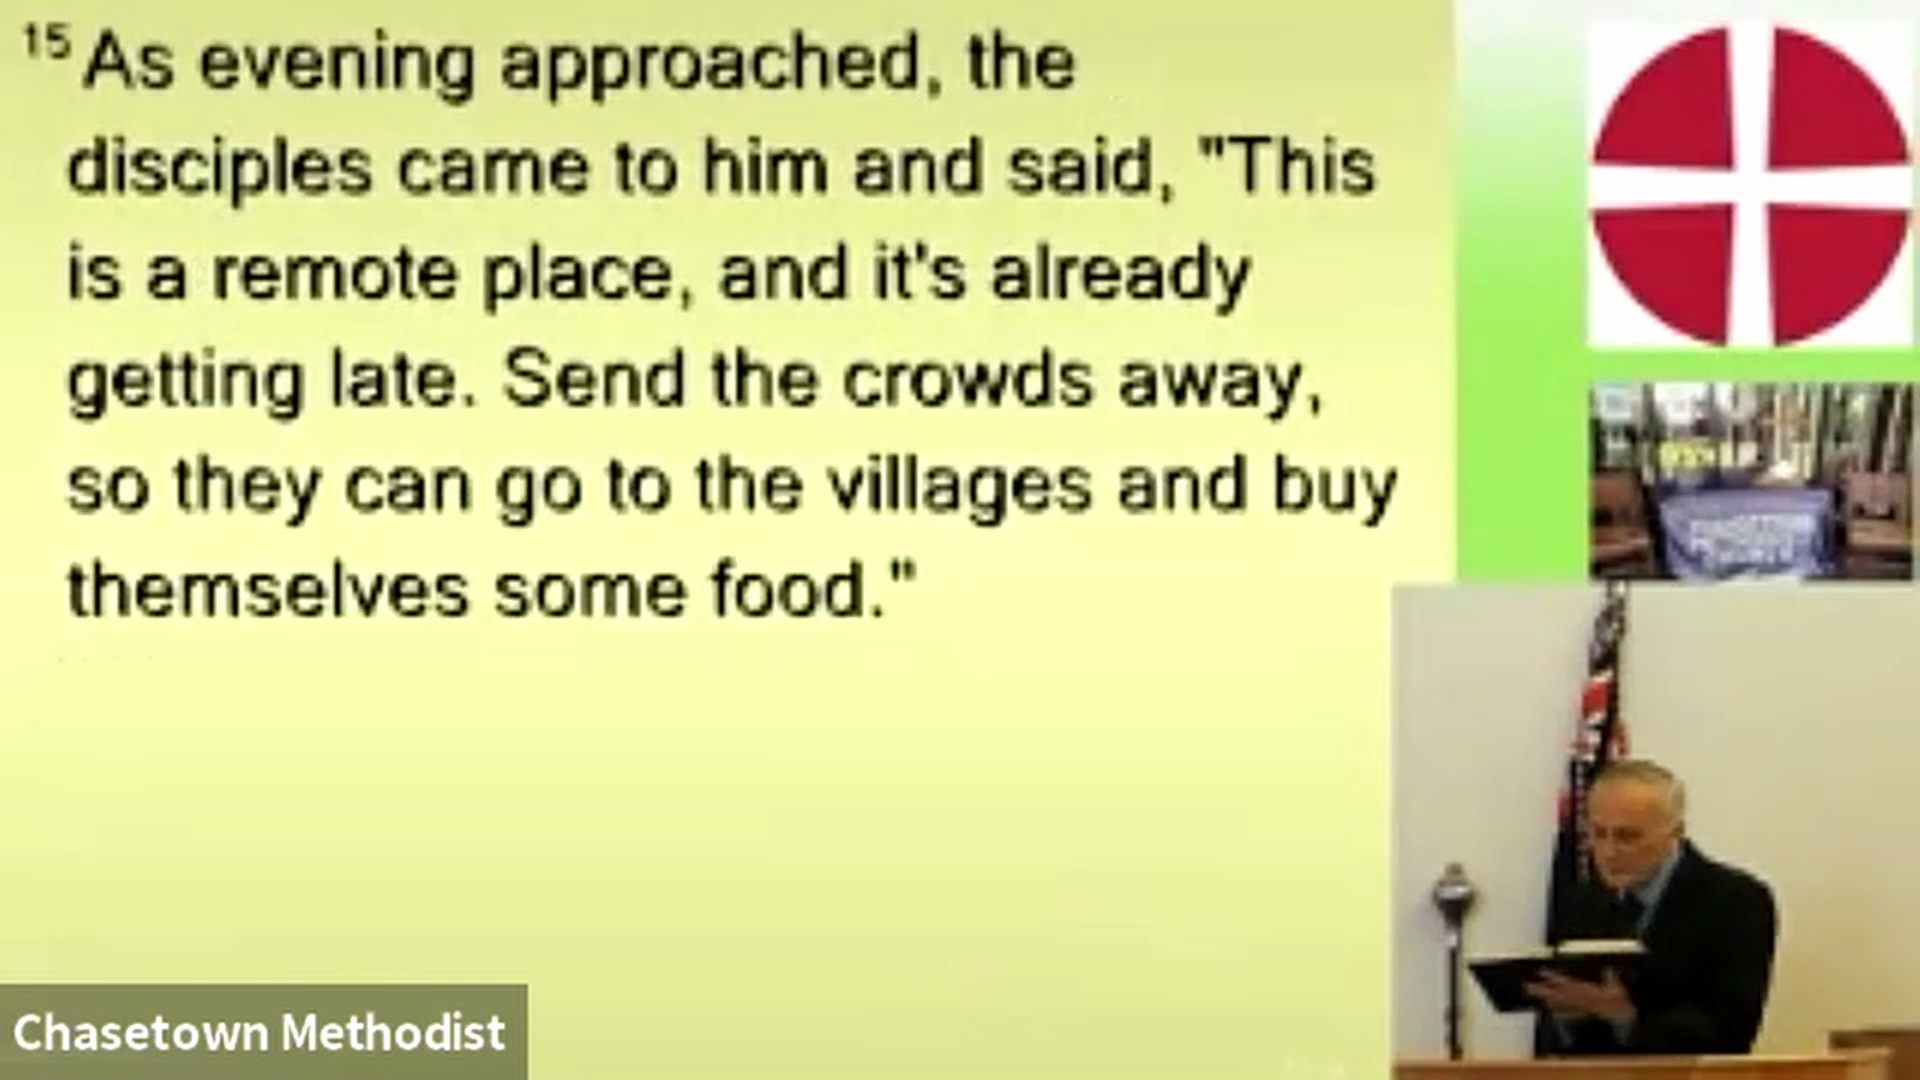 15 As evening approached, the
disciples came to him and said, "This
is a remote place, and it's already
getting late. Send the crowds away,
so they can go to the villages and buy
themselves some food."
Chasetown Methodist